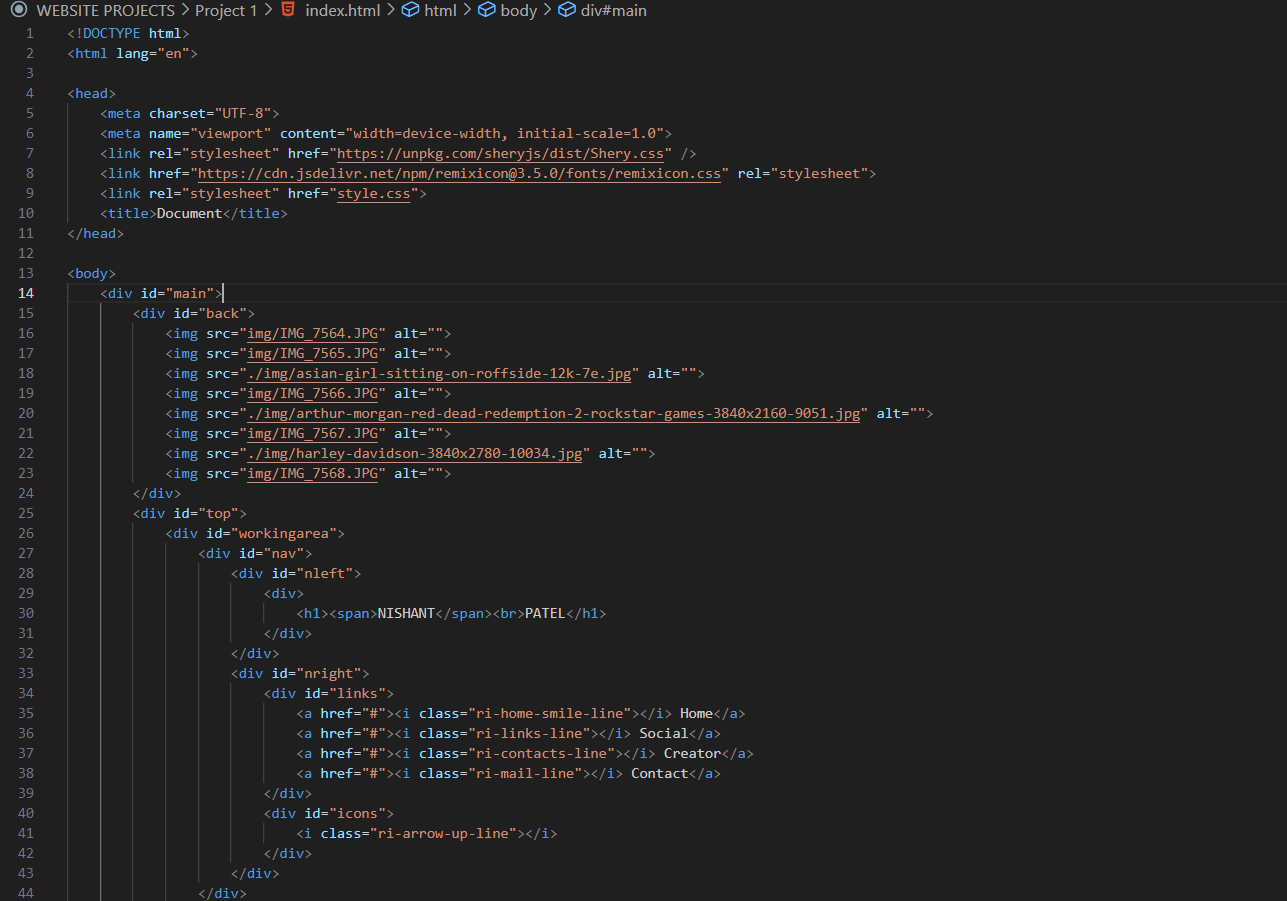 WEBSITE PROJECTS > Project 1 > index.html > html > body > div#main
1 <!DOCTYPE html>
2 <html lang="en">
3
4 <head>
5     <meta charset="UTF-8">
6     <meta name="viewport" content="width=device-width, initial-scale=1.0">
7     <link rel="stylesheet" href="https://unpkg.com/sheryjs/dist/Shery.css" />
8     <link href="https://cdn.jsdelivr.net/npm/remixicon@3.5.0/fonts/remixicon.css" rel="stylesheet">
9     <link rel="stylesheet" href="style.css">
10     <title>Document</title>
11 </head>
12
13 <body>
14     <div id="main">
15         <div id="back">
16             <img src="img/IMG_7564.JPG" alt="">
17             <img src="img/IMG_7565.JPG" alt="">
18             <img src="./img/asian-girl-sitting-on-roffside-12k-7e.jpg" alt="">
19             <img src="img/IMG_7566.JPG" alt="">
20             <img src="./img/arthur-morgan-red-dead-redemption-2-rockstar-games-3840x2160-9051.jpg" alt="">
21             <img src="img/IMG_7567.JPG" alt="">
22             <img src="./img/harley-davidson-3840x2780-10034.jpg" alt="">
23             <img src="img/IMG_7568.JPG" alt="">
24         </div>
25         <div id="top">
26             <div id="workingarea">
27                 <div id="nav">
28                     <div id="nleft">
29                         <div>
30                             <h1><span>NISHANT</span><br>PATEL</h1>
31                         </div>
32                     </div>
33                     <div id="nright">
34                         <div id="links">
35                             <a href="#"><i class="ri-home-smile-line"></i> Home</a>
36                             <a href="#"><i class="ri-links-line"></i> Social</a>
37                             <a href="#"><i class="ri-contacts-line"></i> Creator</a>
38                             <a href="#"><i class="ri-mail-line"></i> Contact</a>
39                         </div>
40                         <div id="icons">
41                             <i class="ri-arrow-up-line"></i>
42                         </div>
43                     </div>
44                 </div>